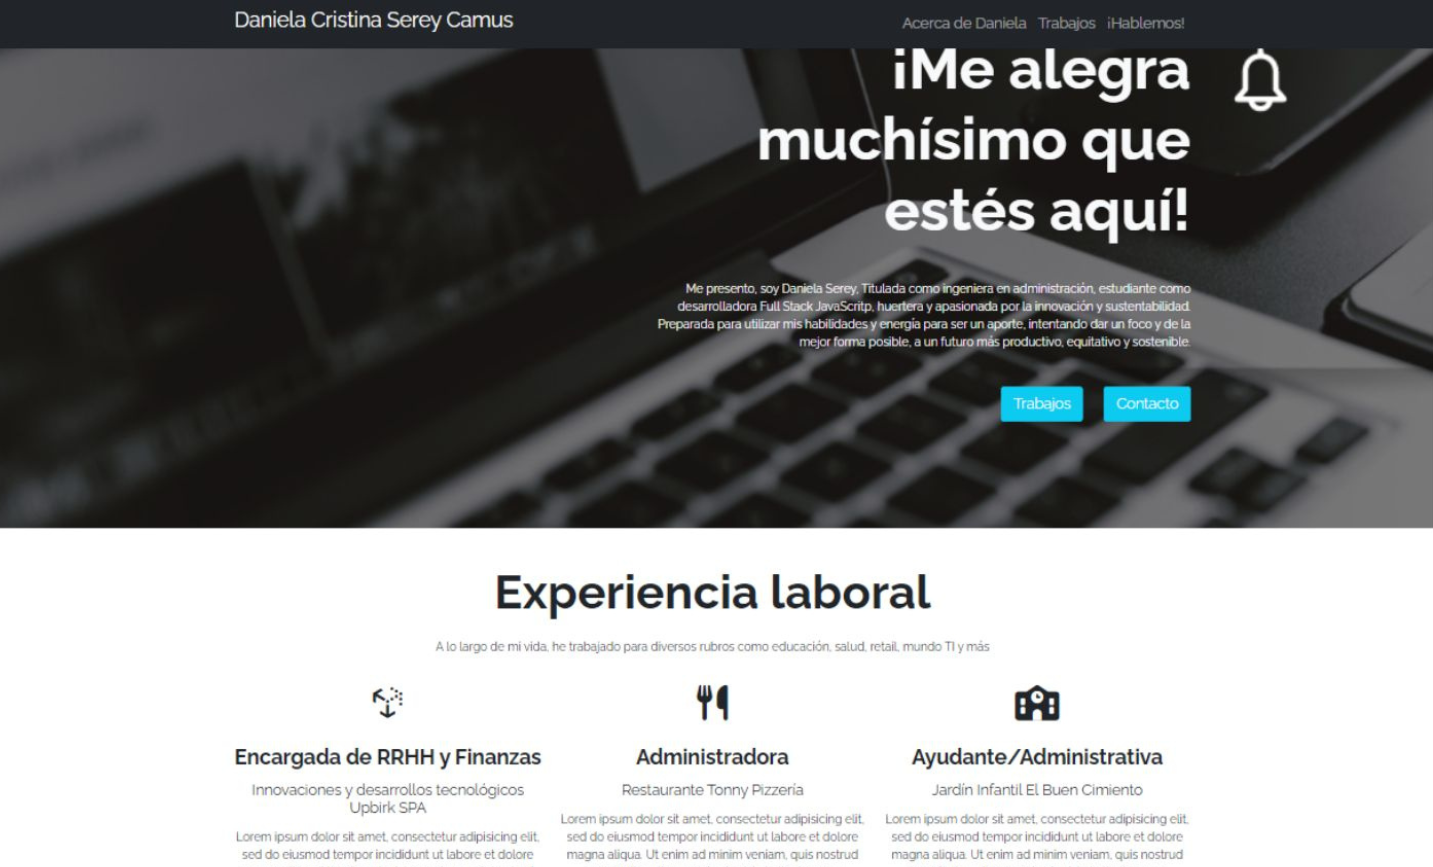 Daniela Cristina Serey Camus
Acerca de Daniela Trabajos ¡Hablemos!
¡Me alegra
muchísimo que
estés aquí!
Me presento, soy Daniela Serey, Titulada como ingeniera en administración, estudiante como
desarrolladora Full Stack JavaScritp, huertera y apasionada por la innovación y sustentabilidad.
Preparada para utilizar mis habilidades y energía para ser un aporte, intentando dar un foco y de la
mejor forma posible, a un futuro más productivo, equitativo y sostenible.
Trabajos Contacto
Experiencia laboral
A lo largo de mi vida, he trabajado para diversos rubros como educación, salud, retail, mundo TI y más
Encargada de RRHH y Finanzas
Innovaciones y desarrollos tecnológicos
Upbirk SPA
Lorem ipsum dolor sit amet, consectetur adipisicing elit,
sed do eiusmod tempor incididunt ut labore et dolore
Administradora
Restaurante Tonny Pizzería
Lorem ipsum dolor sit amet, consectetur adipisicing elit,
sed do eiusmod tempor incididunt ut labore et dolore
magna aliqua. Ut enim ad minim veniam, quis nostrud
Ayudante/Administrativa
Jardín Infantil El Buen Cimiento
Lorem ipsum dolor sit amet, consectetur adipisicing elit,
sed do eiusmod tempor incididunt ut labore et dolore
magna aliqua. Ut enim ad minim veniam, quis nostrud